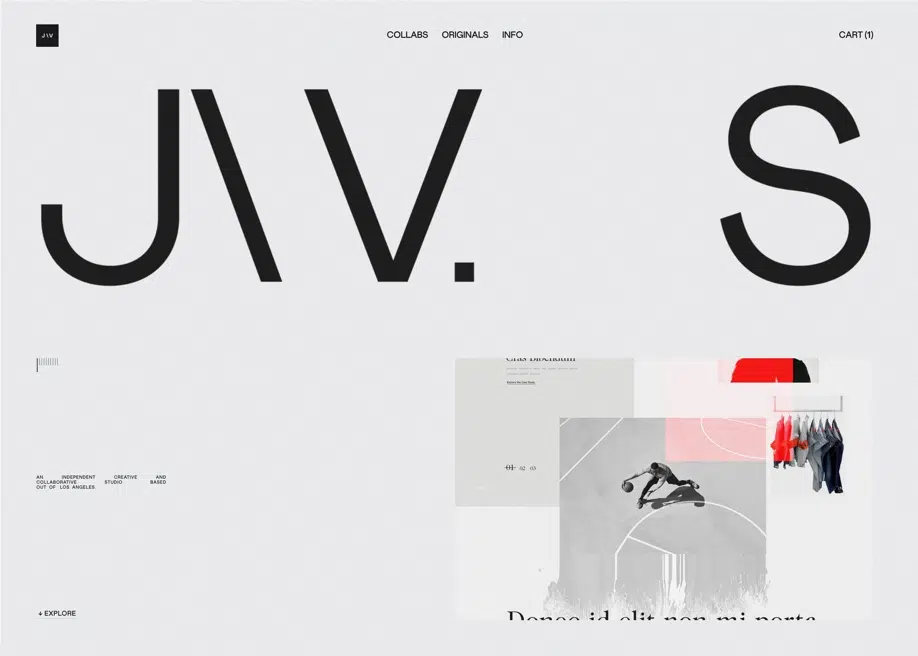 J\V
COLLABS ORIGINALS INFO
CART (1)
J\V. S
Cras Bibendum
01 02 03
AN INDEPENDENT CREATIVE AND
COLLABORATIVE STUDIO BASED
OUT OF LOS ANGELES.
Donec id elit non mi porta
↓ EXPLORE